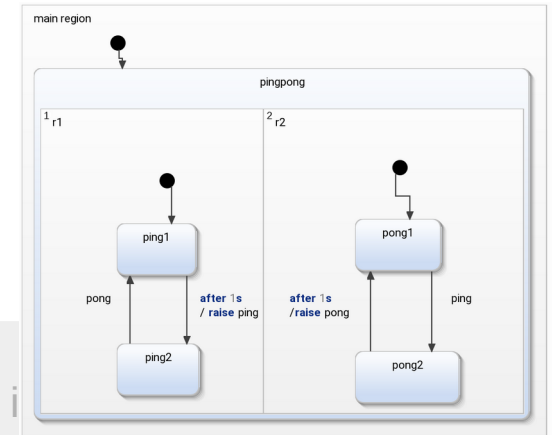 main region
pingpong
1 r1
2 r2
ping1
pong1
pong
after 1s
/ raise ping
after 1s
/raise pong
ping
ping2
pong2